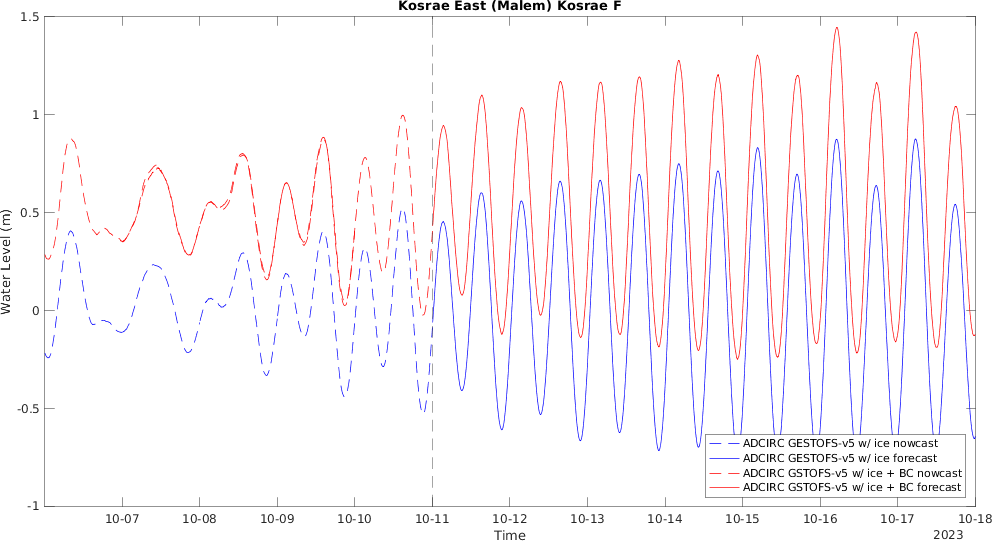 Kosrae East (Malem) Kosrae F
1.5
1
0.5
0
-0.5
-1
Water Level (m)
ADCIRC GESTOFS-v5 w/ ice nowcast
ADCIRC GESTOFS-v5 w/ ice forecast
ADCIRC GSTOFS-v5 w/ ice + BC nowcast
ADCIRC GSTOFS-v5 w/ ice + BC forecast
10-07 10-08 10-09 10-10 10-11 10-12 10-13 10-14 10-15 10-16 10-17 10-18
Time
2023